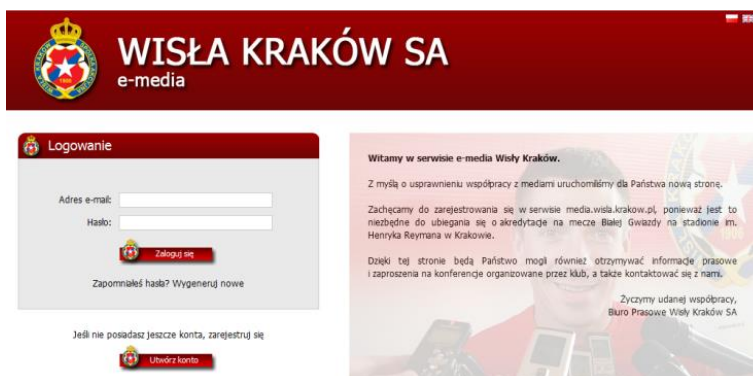 WISŁA KRAKÓW SA
e-media
Logowanie
Adres e-mail:
Hasło:
Zaloguj się
Zapomniałeś hasła? Wygeneruj nowe
Jeśli nie posiadasz jeszcze konta, zarejestruj się
Utwórz konto
Witamy w serwisie e-media Wisły Kraków.
Z myślą o usprawnieniu współpracy z mediami uruchomiliśmy dla Państwa nową stronę.
Zachęcamy do zarejestrowania się w serwisie media.wisla.krakow.pl, ponieważ jest to
niezbędne do ubiegania się o akredytację na mecze Białej Gwiazdy na stadionie im.
Henryka Reymana w Krakowie.
Dzięki tej stronie będą Państwo mogli również otrzymywać informacje prasowe
i zaproszenia na konferencje organizowane przez klub, a także kontaktować się z nami.
Życzymy udanej współpracy,
Biuro Prasowe Wisły Kraków SA